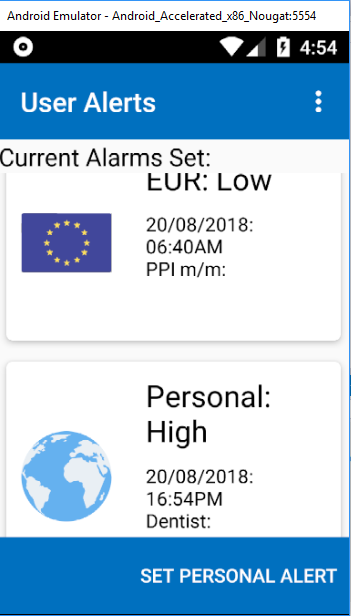 Android Emulator - Android_Accelerated_x86_Nougat:5554
4:54
User Alerts
Current Alarms Set:
EUR: Low
20/08/2018:
06:40AM
PPI m/m:
Personal:
High
20/08/2018:
16:54PM
Dentist:
SET PERSONAL ALERT